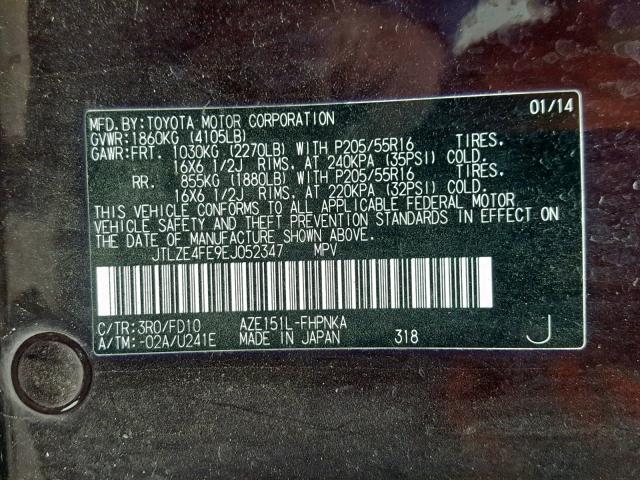 MFD.BY:TOYOTA MOTOR CORPORATION 01/14
GVWR:1860KG (4105LB)
GAWR:FRT. 1030KG (2270LB) WITH P205/55R16 TIRES.
16X6 1/2J RIMS. AT 240KPA (35PSI) COLD.
RR. 855KG (1880LB) WITH P205/55R16 TIRES.
16X6 1/2J RIMS. AT 220KPA (32PSI) COLD.
THIS VEHICLE CONFORMS TO ALL APPLICABLE FEDERAL MOTOR
VEHICLE SAFETY AND THEFT PREVENTION STANDARDS IN EFFECT ON
THE DATE OF MANUFACTURE SHOWN ABOVE.
JTLZE4FE9EJ052347 MPV
C/TR:3R0/FD10 AZE151L-FHPNKA
A/TM:-02A/U241E MADE IN JAPAN 318 J